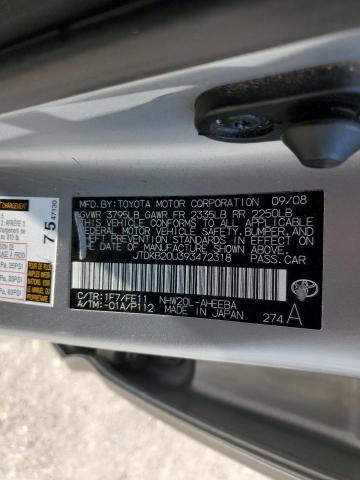 MFD.BY:TOYOTA MOTOR CORPORATION 09/08
GVWR 3795LB GAWR FR 2335LB RR 2250LB
THIS VEHICLE CONFORMS TO ALL APPLICABLE
FEDERAL MOTOR VEHICLE SAFETY, BUMPER, AND
THEFT PREVENTION STANDARDS IN EFFECT ON
THE DATE OF MANUFACTURE SHOWN ABOVE.
JTDKB20U393472318 PASS.CAR
C/TR:1F7/FE11 NHW20L-AHEEBA
A/TM:-01A/P112 MADE IN JAPAN 274 A
75
47130